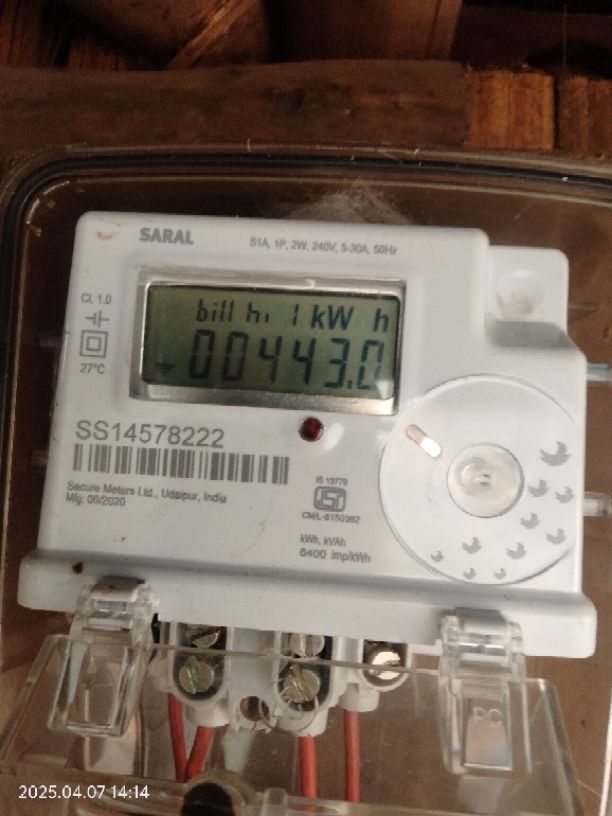 SARAL
S1A, 1P, 2W, 240V, 5-30A, 50Hz
Cl. 1.0
27°C
bill hi 1 kW h
00443.0
SS14578222
Secure Meters Ltd., Udaipur, India
Mfg: 06/2020
IS 13779
ISI
CM/L-8150362
kWh, kVAh
6400 imp/kWh
PC
2025.04.07 14:14